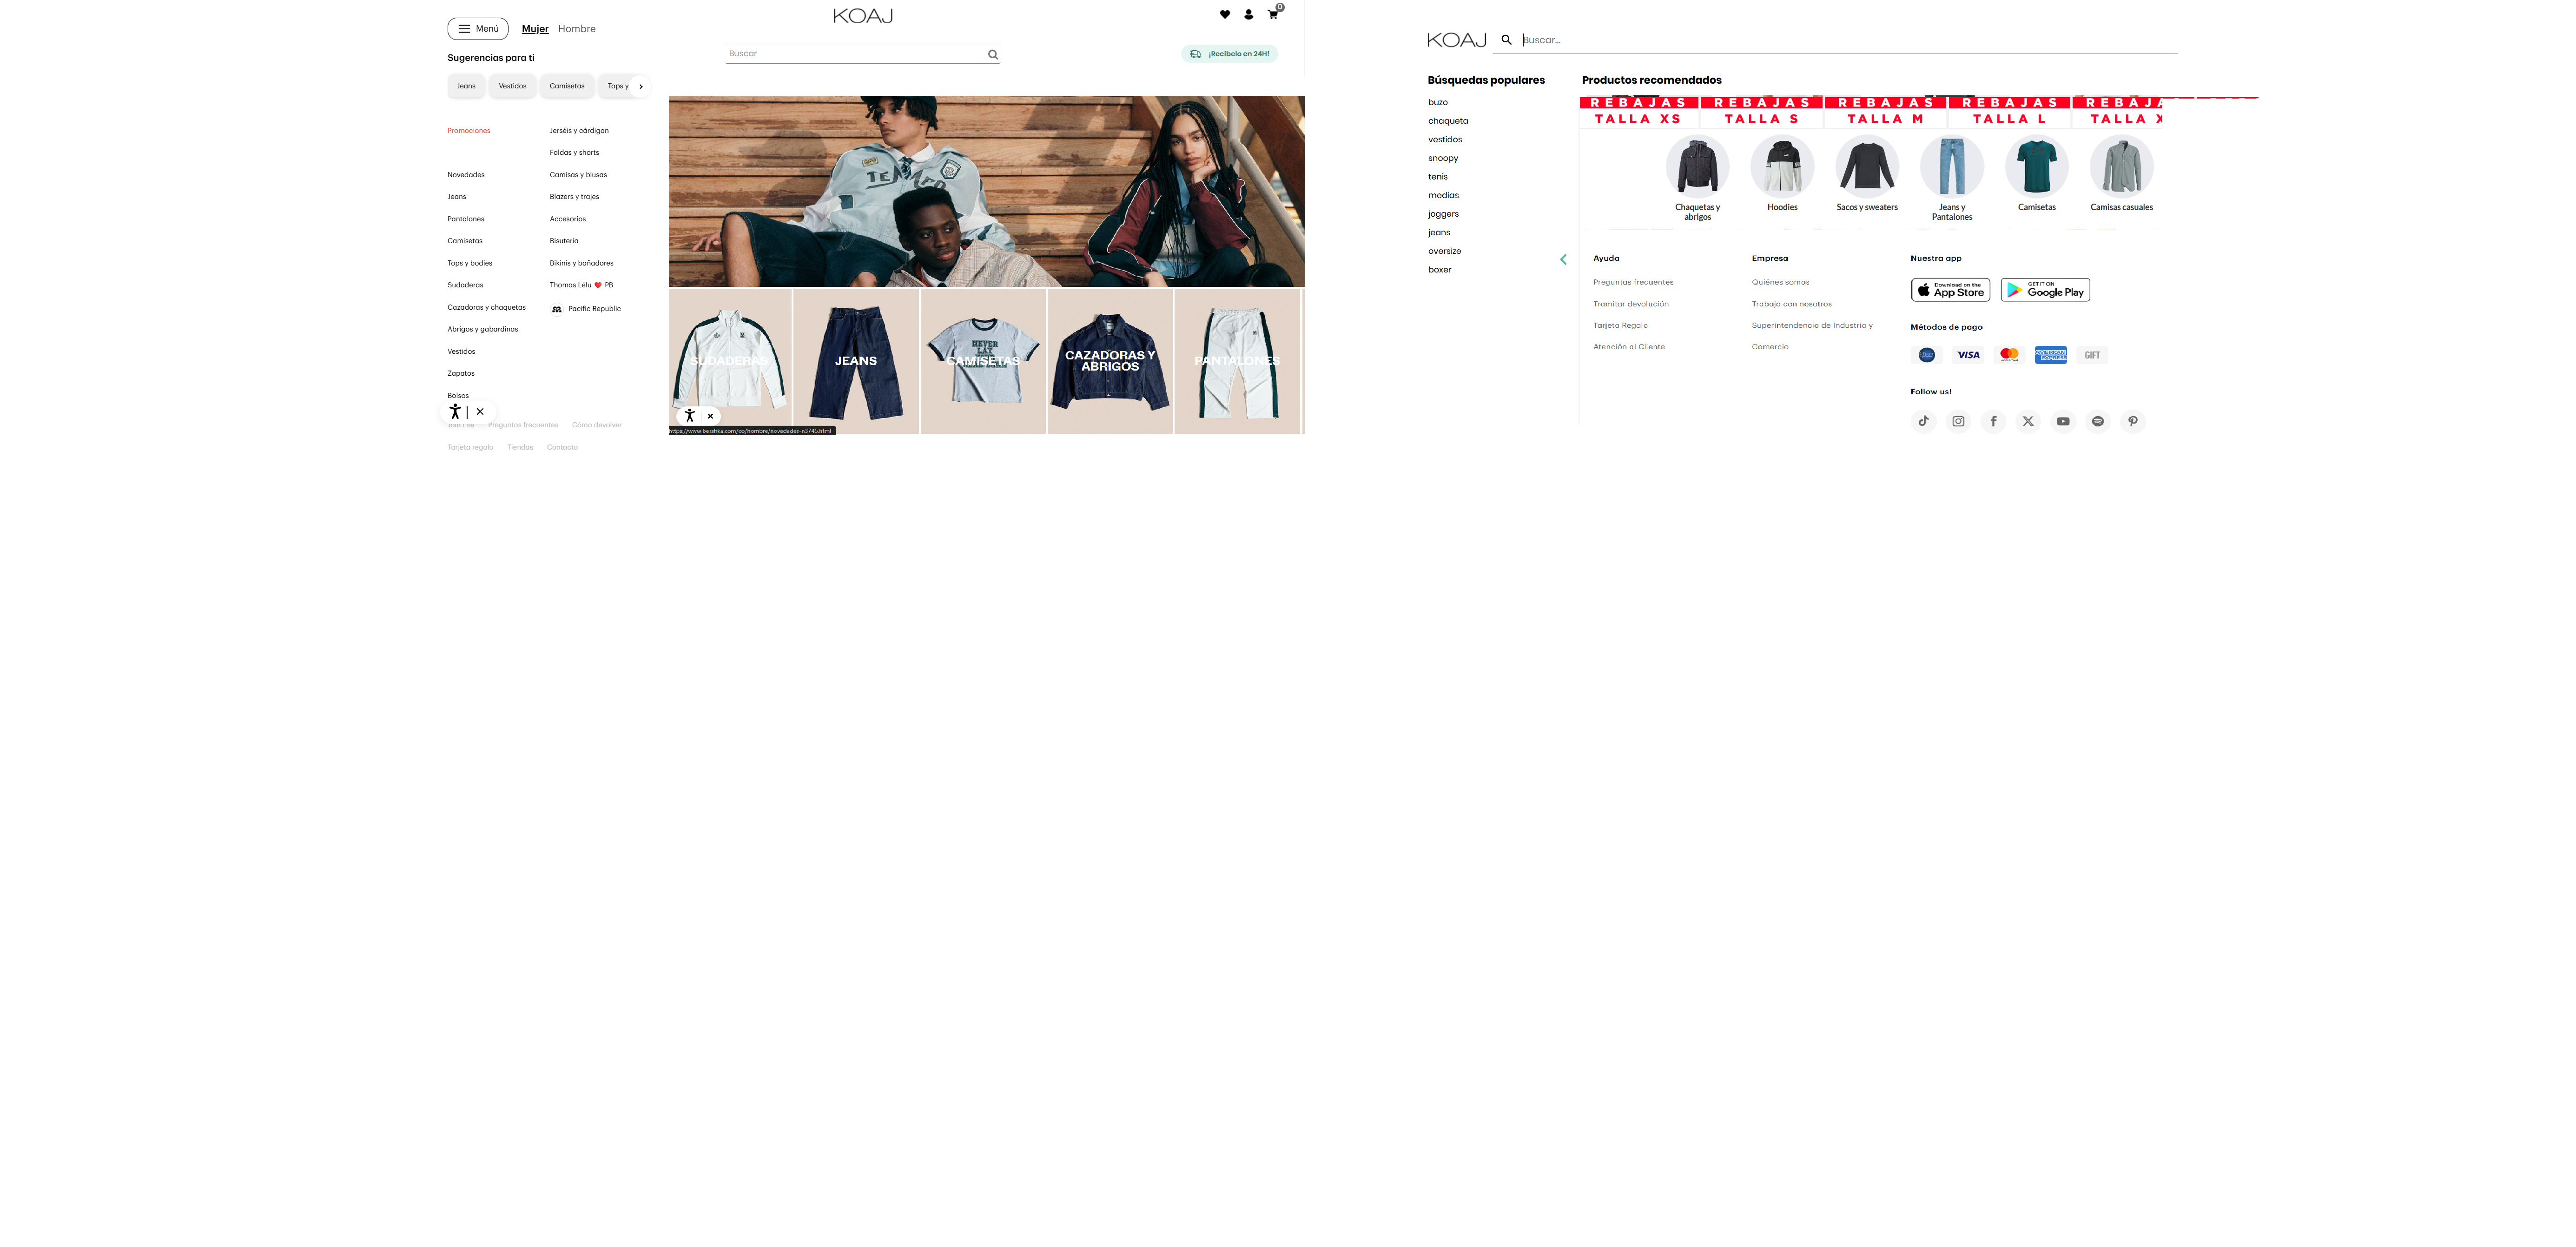 Menú
Mujer Hombre
Sugerencias para ti
Jeans Vestidos Camisetas Tops y
Promociones
Novedades
Jeans
Pantalones
Camisetas
Tops y bodies
Sudaderas
Cazadoras y chaquetas
Abrigos y gabardinas
Vestidos
Zapatos
Bolsos
Jerséis y cárdigan
Faldas y shorts
Camisas y blusas
Blazers y trajes
Accesorios
Bisutería
Bikinis y bañadores
Thomas Lélu ❤ PB
Pacific Republic
Join Life Preguntas frecuentes Cómo devolver
Tarjeta regalo Tiendas Contacto
KOAJ
0
Buscar
¡Recíbelo en 24H!
TEMPO
SUDADERAS
JEANS
NEVER
LAY
CAMISETAS
CAZADORAS Y
ABRIGOS
PANTALONES
https://www.bershka.com/co/hombre/novedades-n3745.html
KOAJ
Buscar...
Búsquedas populares
buzo
chaqueta
vestidos
snoopy
tenis
medias
joggers
jeans
oversize
boxer
Productos recomendados
REBAJAS REBAJAS REBAJAS REBAJAS REBAJA
TALLA XS TALLA S TALLA M TALLA L TALLA X
Chaquetas y
abrigos
Hoodies
Sacos y sweaters
Jeans y
Pantalones
Camisetas
Camisas casuales
Ayuda
Preguntas frecuentes
Tramitar devolución
Tarjeta Regalo
Atención al Cliente
Empresa
Quiénes somos
Trabaja con nosotros
Superintendencia de Industria y
Comercio
Nuestra app
Download on the
App Store
GET IT ON
Google Play
Métodos de pago
VISA
AMERICAN
EXPRESS
GIFT
Follow us!